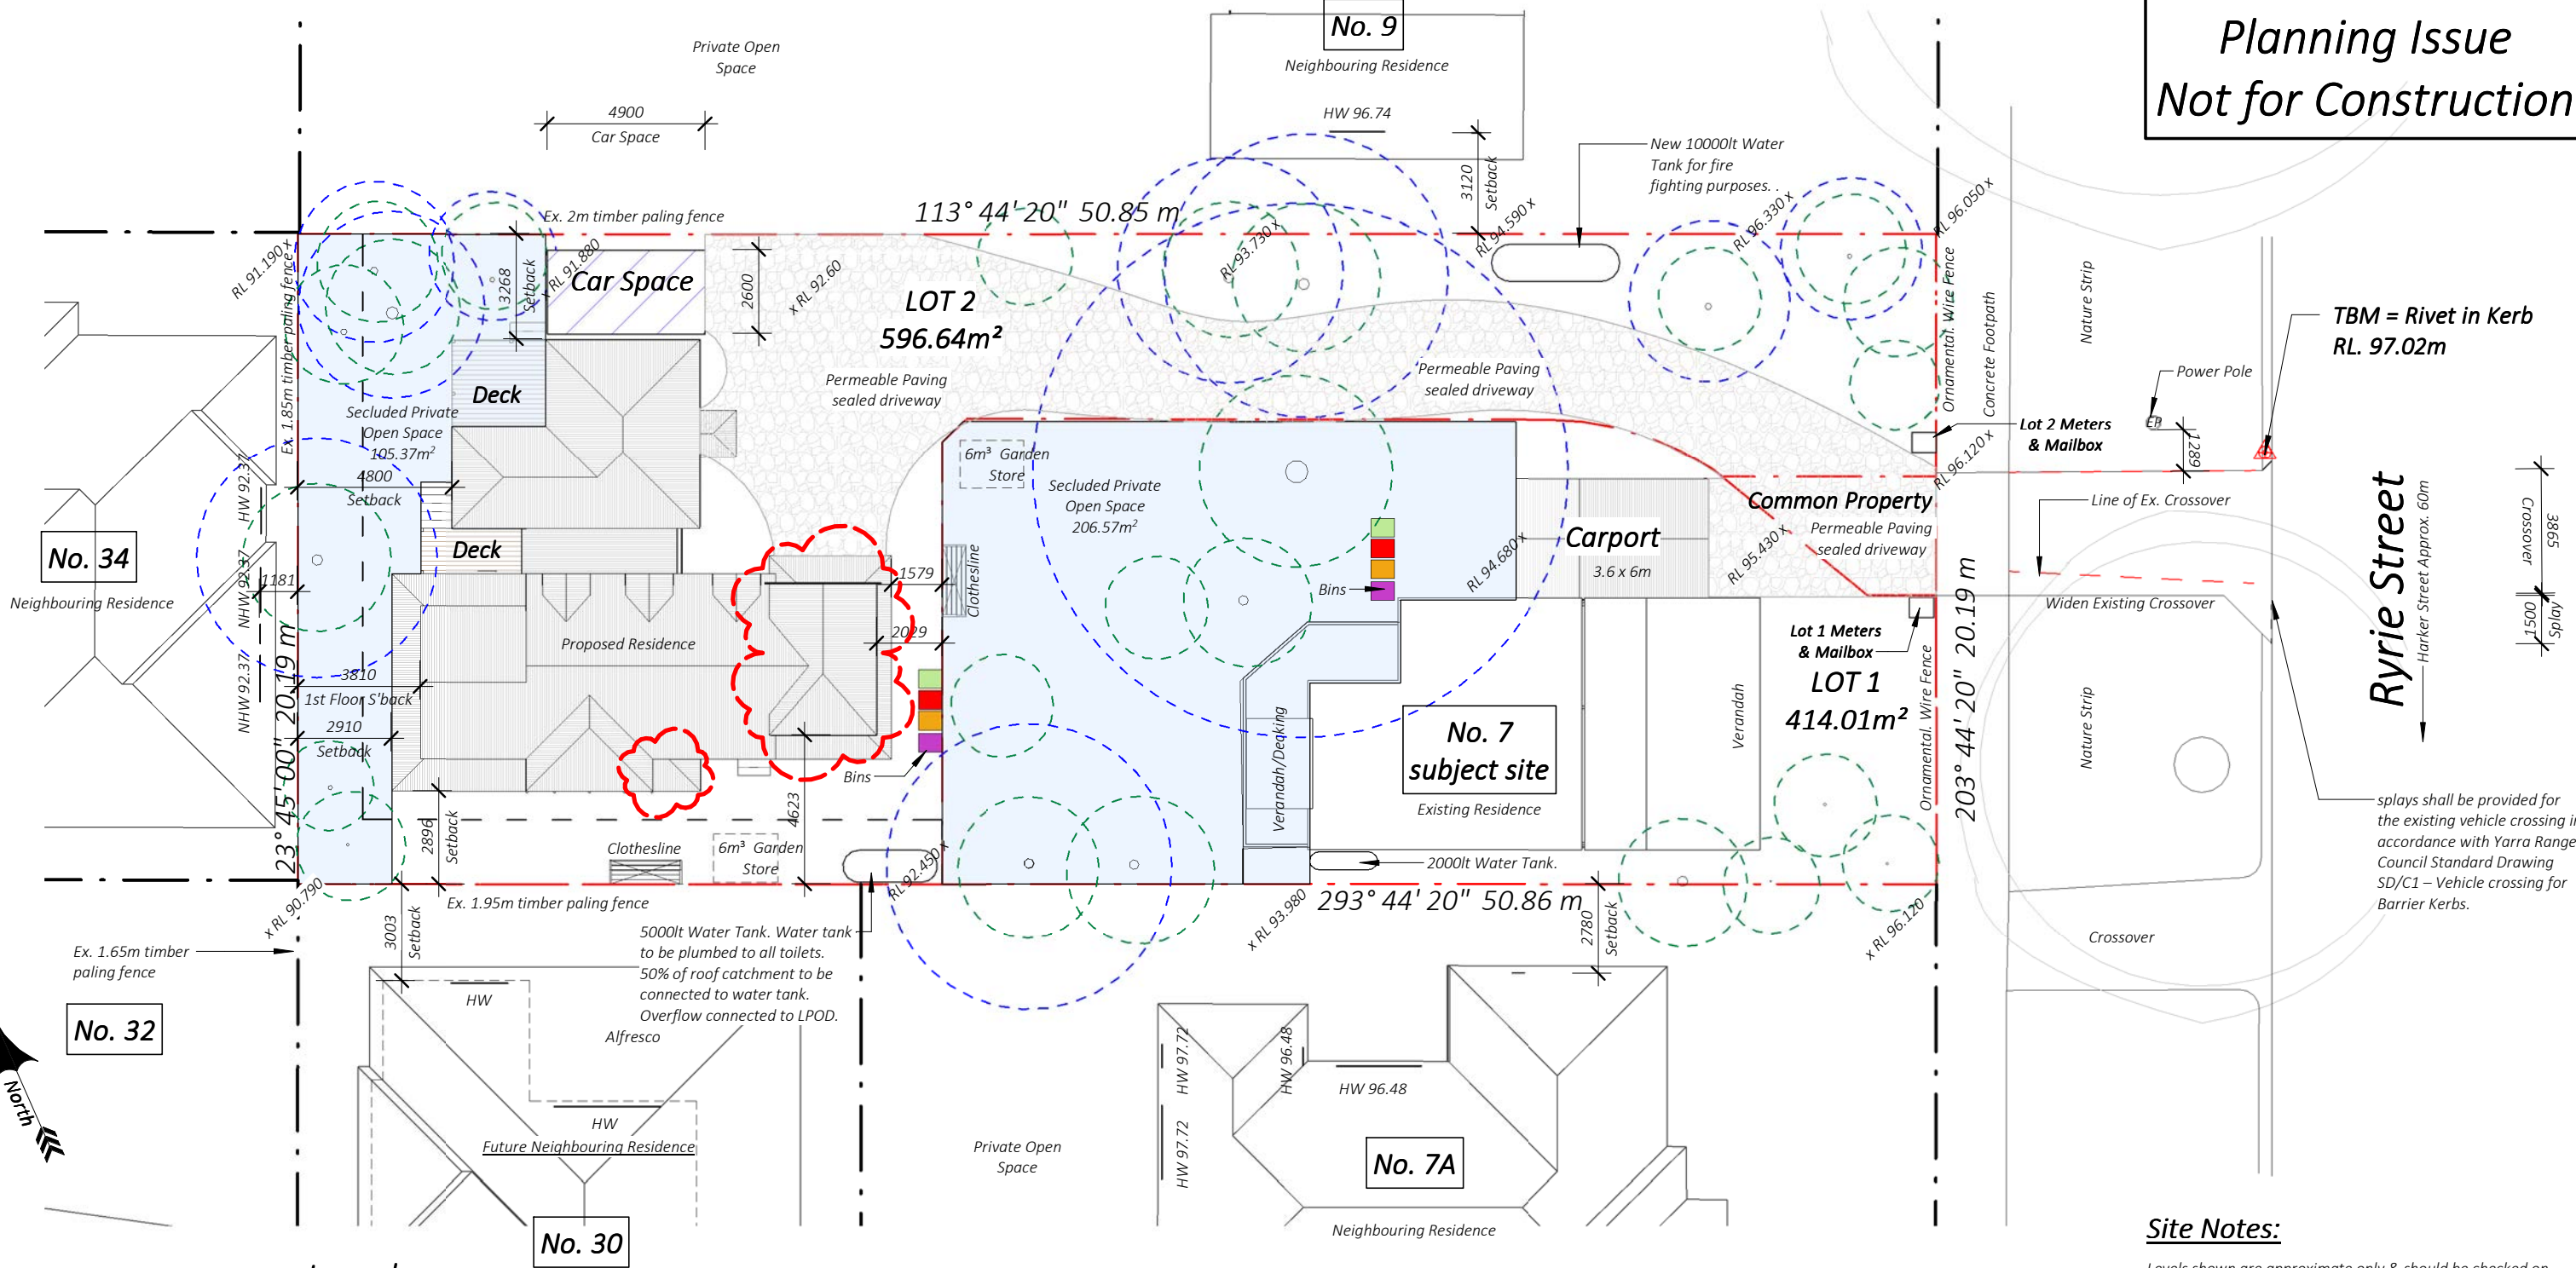 Planning Issue
Not for Construction
No. 9
Neighbouring Residence
HW 96.74
Private Open
Space
4900
Car Space
3120
Setback
New 10000lt Water
Tank for fire
fighting purposes. .
Ex. 2m timber paling fence
113° 44' 20" 50.85 m
RL 91.190 x
x RL 91.880
x RL 92.60
RL 93.730 x
RL 94.590 x
RL 96.330 x
RL 96.050 x
Ex. 1.85m timber paling fence
3268
Setback
Car Space
2600
LOT 2
596.64m²
Permeable Paving
sealed driveway
Permeable Paving
sealed driveway
Deck
Secluded Private
Open Space
105.37m²
4800
Setback
Deck
Ornamental. Wire Fence
Concrete Footpath
Nature Strip
TBM = Rivet in Kerb
RL. 97.02m
Power Pole
EP
1289
Lot 2 Meters
& Mailbox
RL 96.120 x
Line of Ex. Crossover
6m³ Garden
Store
Secluded Private
Open Space
206.57m²
Common Property
Permeable Paving
sealed driveway
Carport
3.6 x 6m
RL 94.680 x
RL 95.430 x
Ryrie Street
Harker Street Approx. 60m
3865
Crossover
1500
Splay
Widen Existing Crossover
No. 34
Neighbouring Residence
HW 92.37
NHW 92.37
NHW 92.37
1181
23° 45' 00" 20.19 m
Proposed Residence
1579
Clothesline
2029
Bins
3810
1st Floor S'back
2910
Setback
Lot 1 Meters
& Mailbox
LOT 1
414.01m²
Verandah
Ornamental. Wire Fence
203° 44' 20" 20.19 m
Nature Strip
No. 7
subject site
Existing Residence
Verandah/Decking
Bins
4623
2896
Setback
Clothesline
6m³ Garden
Store
RL 92.450 x
2000lt Water Tank.
splays shall be provided for
the existing vehicle crossing in
accordance with Yarra Range
Council Standard Drawing
SD/C1 – Vehicle crossing for
Barrier Kerbs.
x RL 90.790
Ex. 1.95m timber paling fence
x RL 93.980
293° 44' 20" 50.86 m
2780
Setback
x RL 96.120
Crossover
3003
Setback
5000lt Water Tank. Water tank
to be plumbed to all toilets.
50% of roof catchment to be
connected to water tank.
Overflow connected to LPOD.
Ex. 1.65m timber
paling fence
No. 32
HW
Alfresco
HW
Future Neighbouring Residence
No. 30
North
Private Open
Space
HW 97.72
HW 97.72
HW 96.48
HW 96.48
No. 7A
Neighbouring Residence
Site Notes: